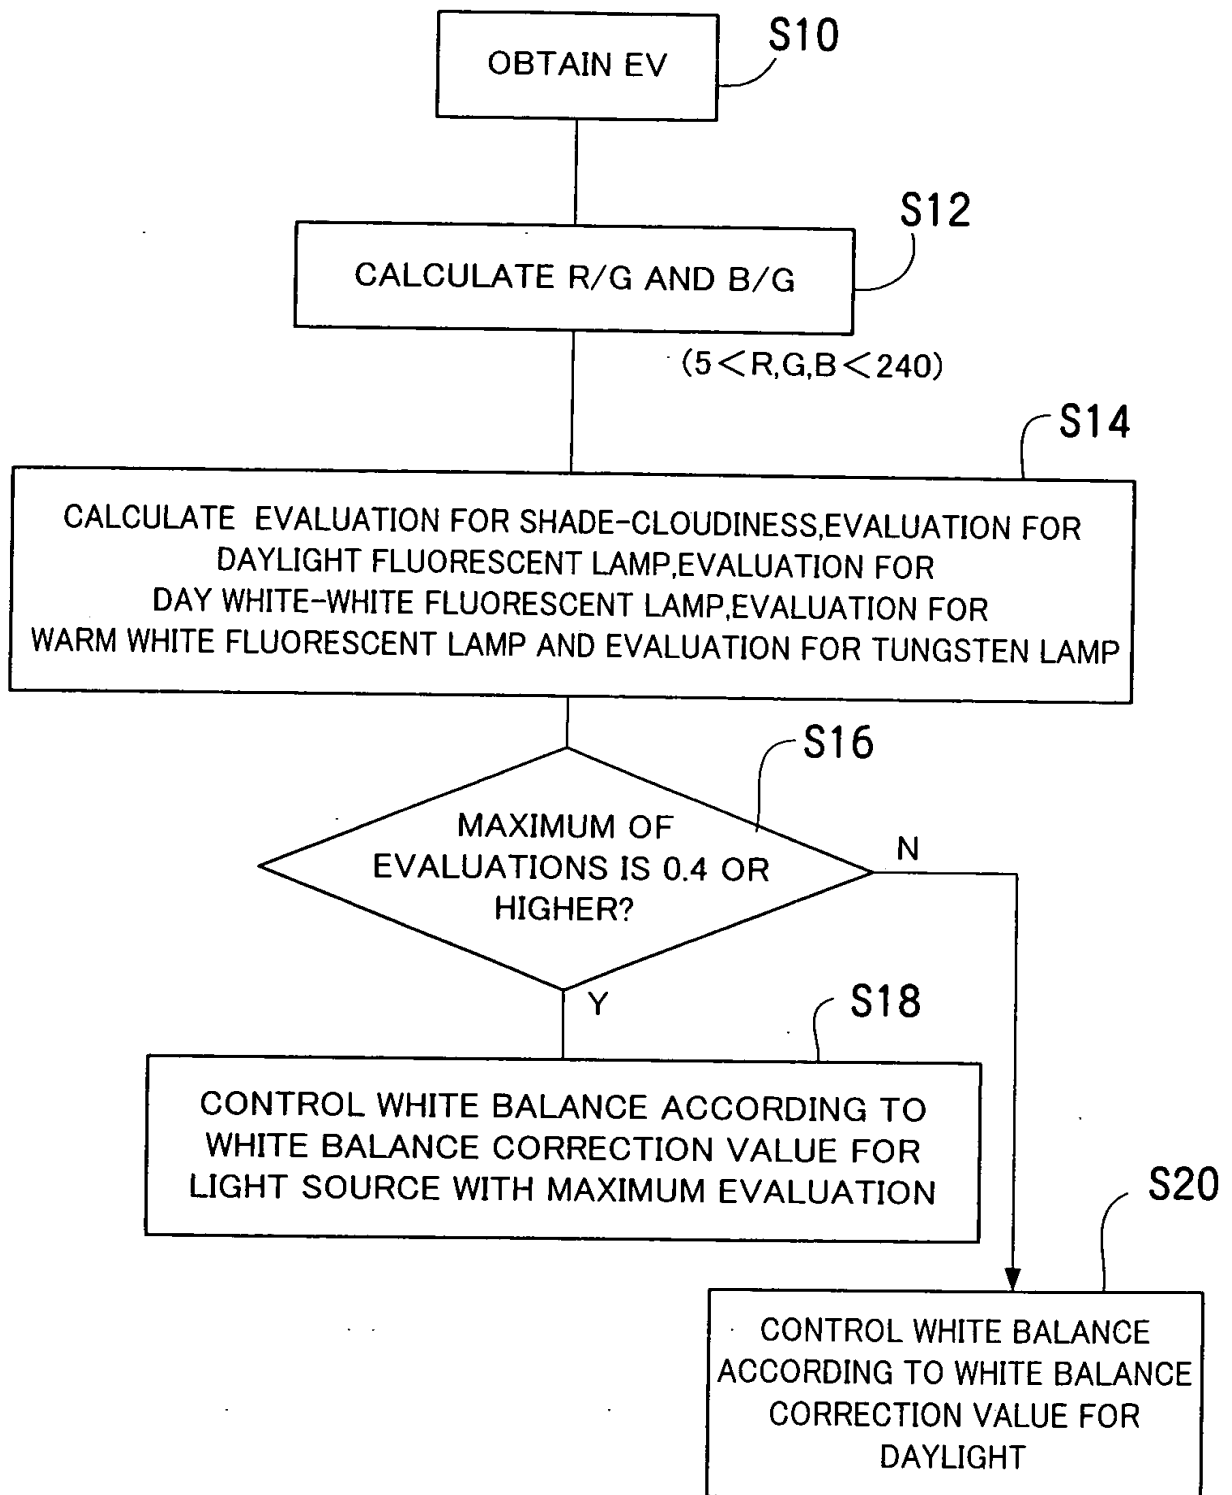 S10
OBTAIN EV
S12
CALCULATE R/G AND B/G
(5<R,G,B<240)
S14
CALCULATE EVALUATION FOR SHADE-CLOUDINESS,EVALUATION FOR
DAYLIGHT FLUORESCENT LAMP,EVALUATION FOR
DAY WHITE-WHITE FLUORESCENT LAMP,EVALUATION FOR
WARM WHITE FLUORESCENT LAMP AND EVALUATION FOR TUNGSTEN LAMP
S16
MAXIMUM OF
EVALUATIONS IS 0.4 OR
HIGHER?
N
Y
S18
CONTROL WHITE BALANCE ACCORDING TO
WHITE BALANCE CORRECTION VALUE FOR
LIGHT SOURCE WITH MAXIMUM EVALUATION
S20
CONTROL WHITE BALANCE
ACCORDING TO WHITE BALANCE
CORRECTION VALUE FOR
DAYLIGHT